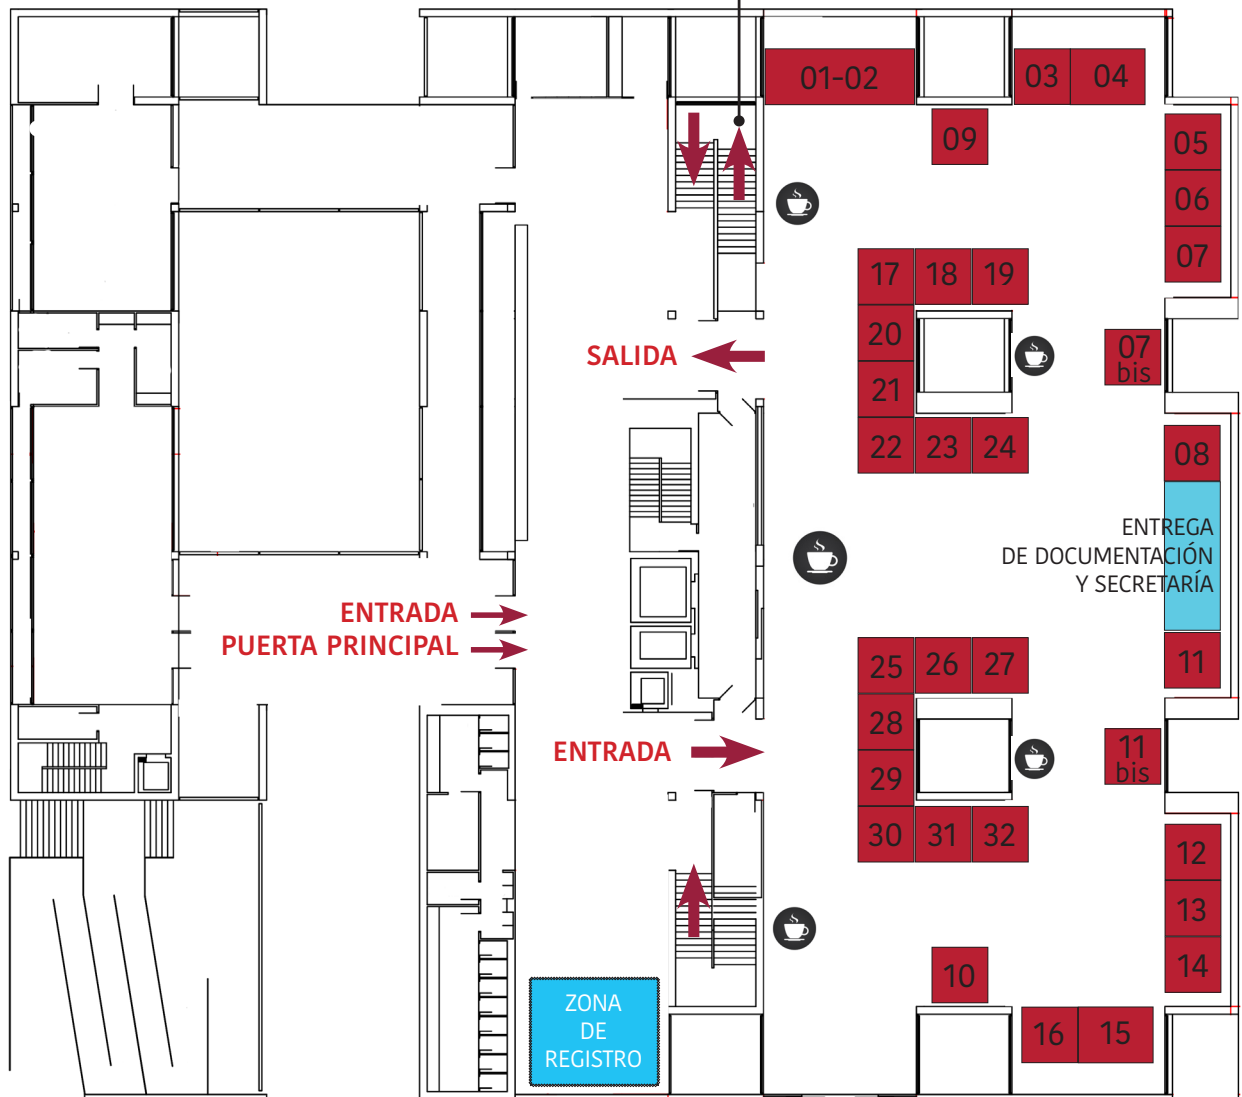 01-02
03
04
09
05
06
07
17
18
19
20
SALIDA
07
bis
21
22
23
24
08
ENTREGA
DE DOCUMENTACIÓN
Y SECRETARÍA
ENTRADA
PUERTA PRINCIPAL
25
26
27
11
28
ENTRADA
11
bis
29
30
31
32
12
13
14
10
ZONA
DE
REGISTRO
16
15